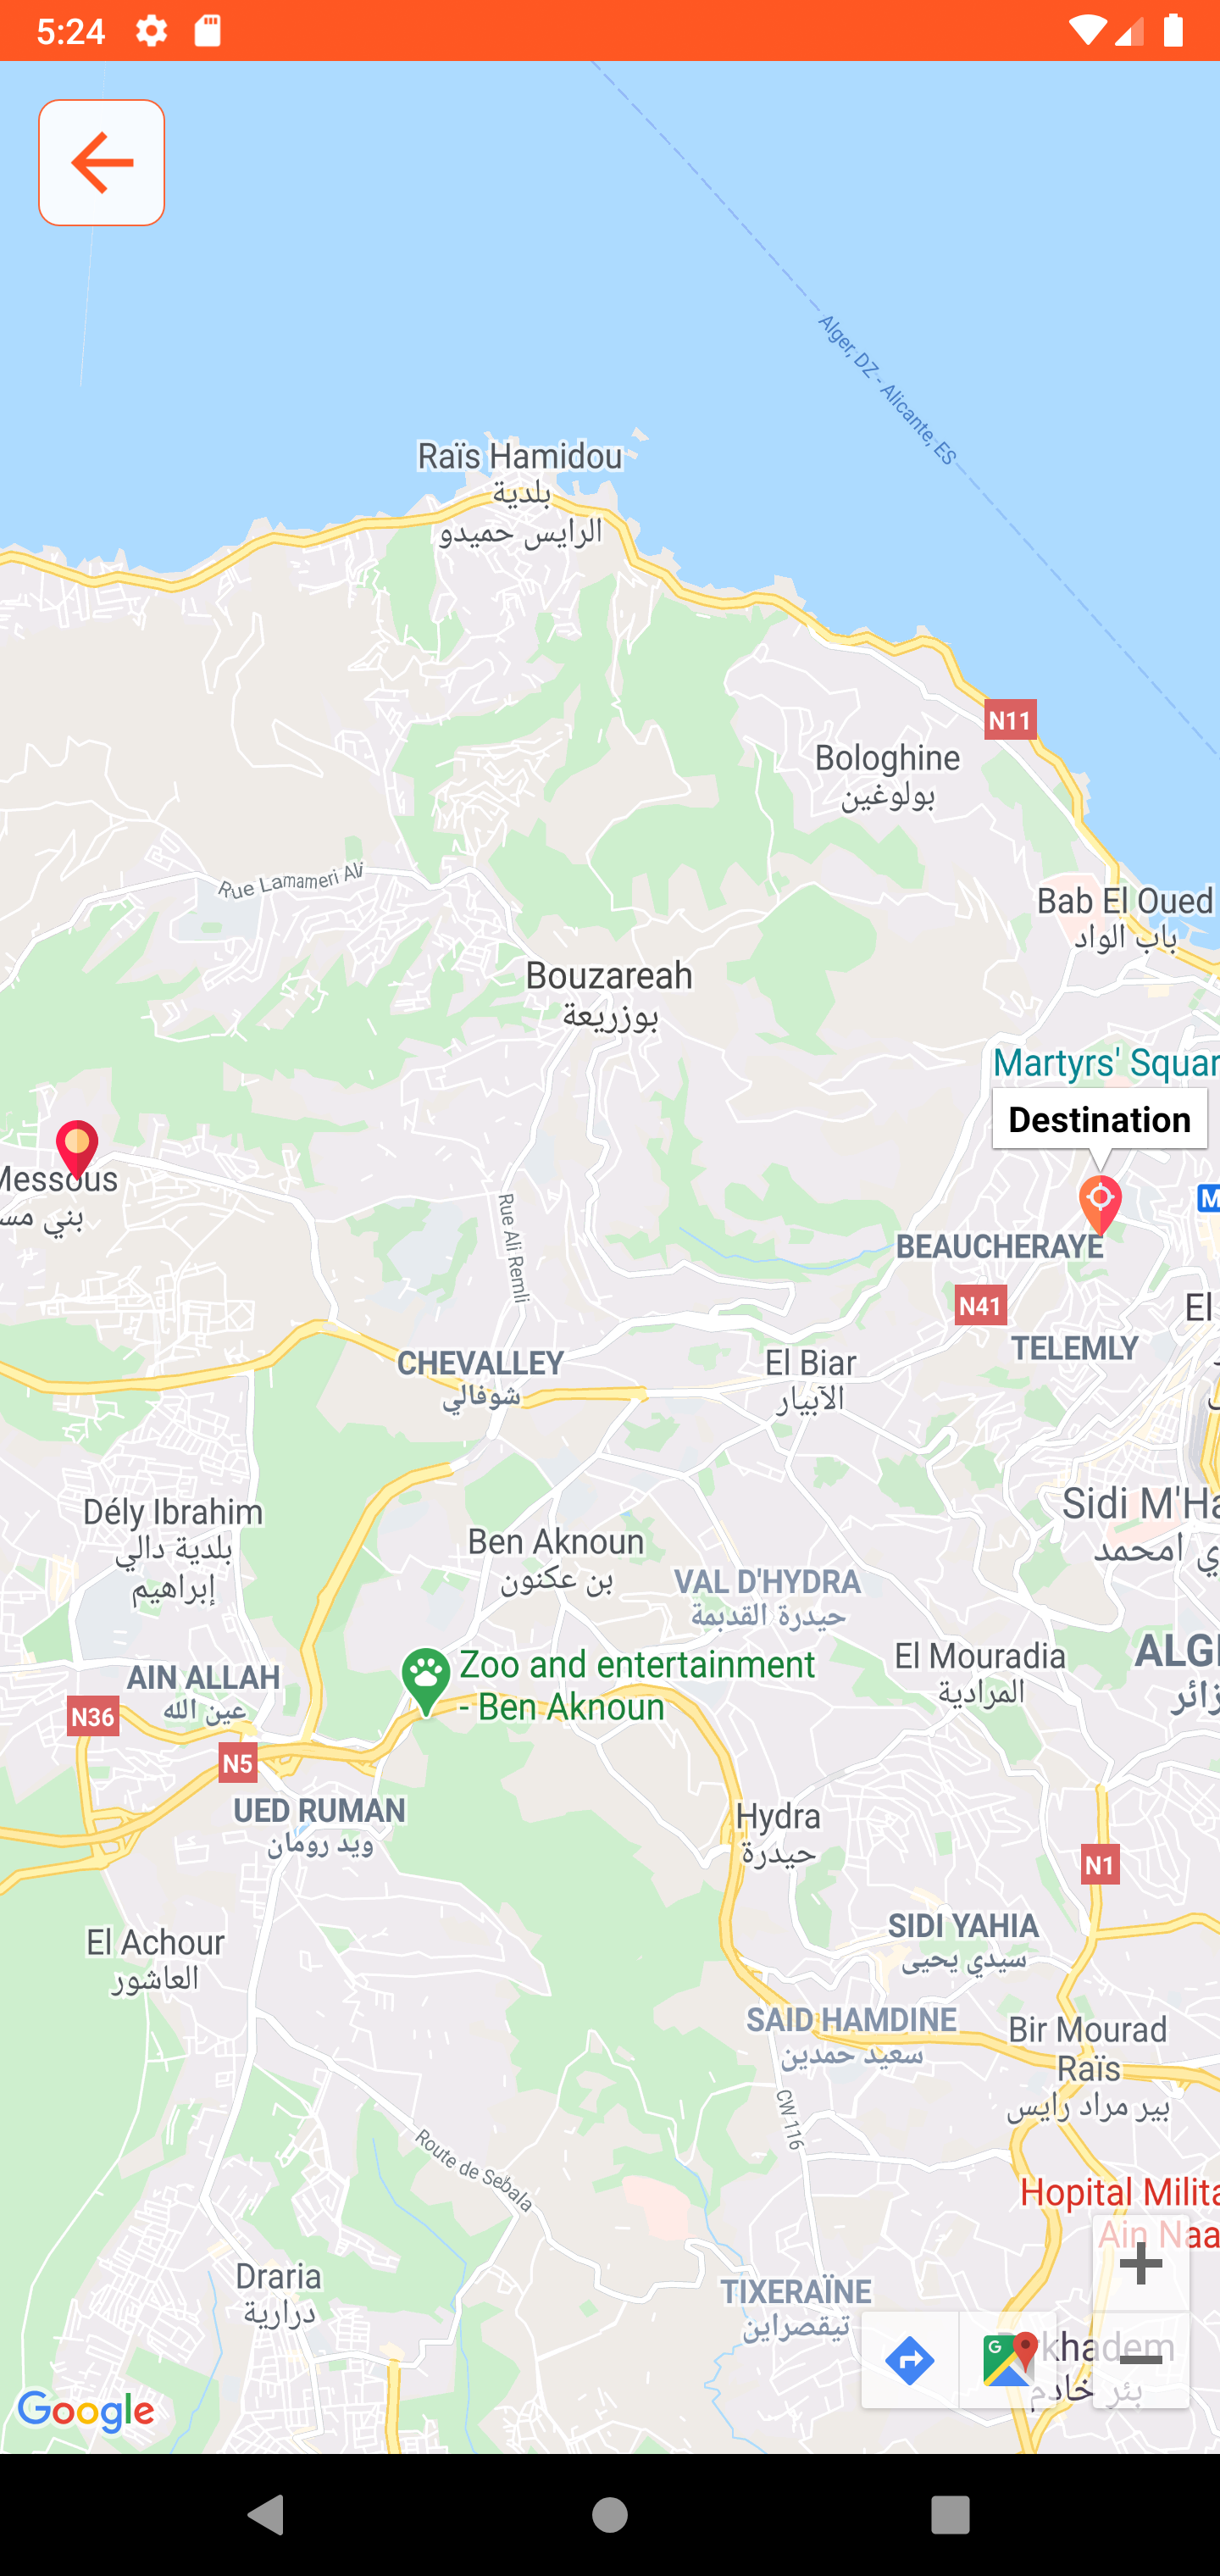 5:24
Alger, DZ - Alicante, ES
Raïs Hamidou
بلدية
الرايس حميدو
N11
Bologhine
بولوغين
Rue Lamameri Ali
Bab El Oued
باب الواد
Bouzareah
بوزريعة
Martyrs' Squar
Destination
Messous
بني مس
Rue Ali Remli
M
BEAUCHERAYE
N41
El
TELEMLY
CHEVALLEY
شوفالي
El Biar
الآبيار
Dély Ibrahim
بلدية دالي
إبراهيم
Sidi M'Ha
ي امحمد
Ben Aknoun
بن عكنون
VAL D'HYDRA
حيدرة القديمة
Zoo and entertainment
- Ben Aknoun
El Mouradia
المرادية
ALG
زائر
AIN ALLAH
عين الله
N36
N5
UED RUMAN
ويد رومان
Hydra
حيدرة
N1
El Achour
العاشور
SIDI YAHIA
سيدي يحيى
SAID HAMDINE
سعيد حمدين
Bir Mourad
Raïs
بير مراد رايس
CW 116
Route de Sebala
Hopital Milita
Ain Naa
Draria
درارية
TIXERAÏNE
تيقصراين
khadem
بئر خادم
Google